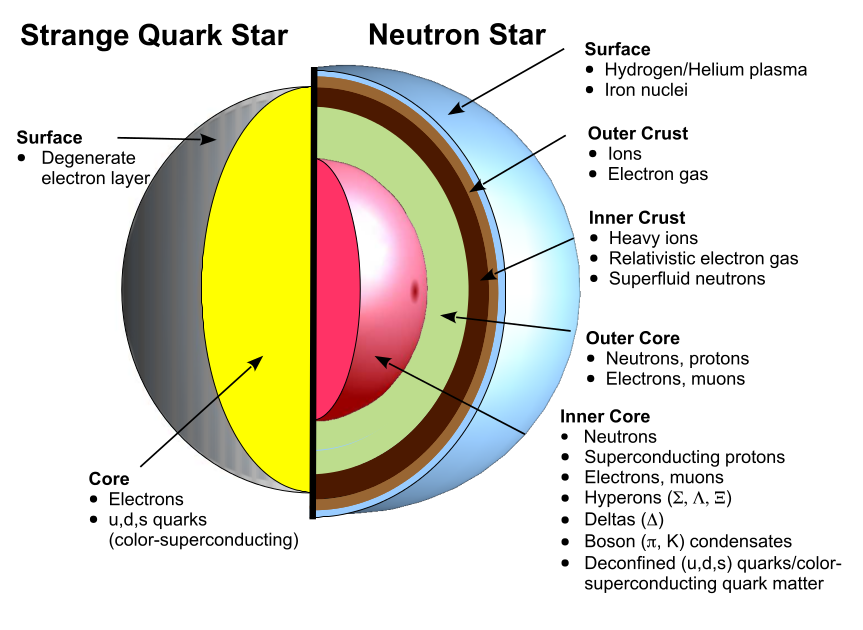 Strange Quark Star
Neutron Star
Surface
• Degenerate
electron layer
Core
• Electrons
• u,d,s quarks
(color-superconducting)
Surface
• Hydrogen/Helium plasma
• Iron nuclei
Outer Crust
• Ions
• Electron gas
Inner Crust
• Heavy ions
• Relativistic electron gas
• Superfluid neutrons
Outer Core
• Neutrons, protons
• Electrons, muons
Inner Core
• Neutrons
• Superconducting protons
• Electrons, muons
• Hyperons (Σ, Λ, Ξ)
• Deltas (Δ)
• Boson (π, K) condensates
• Deconfined (u,d,s) quarks/color-
superconducting quark matter